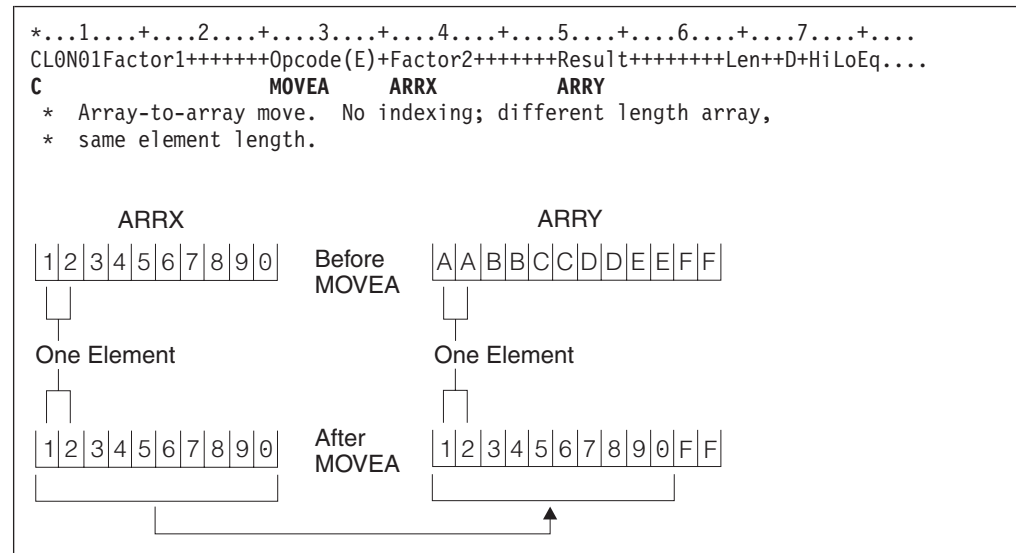 *...1....+....2....+....3....+....4....+....5....+....6....+....7....+....
CL0N01Factor1+++++++Opcode(E)+Factor2+++++++Result++++++++Len++D+HiLoEq....
C                   MOVEA     ARRX          ARRY
 *  Array-to-array move.  No indexing; different length array,
 *  same element length.
ARRX ARRY
1 2 3 4 5 6 7 8 9 0 Before MOVEA A A B B C C D D E E F F
One Element One Element
1 2 3 4 5 6 7 8 9 0 After MOVEA 1 2 3 4 5 6 7 8 9 0 F F